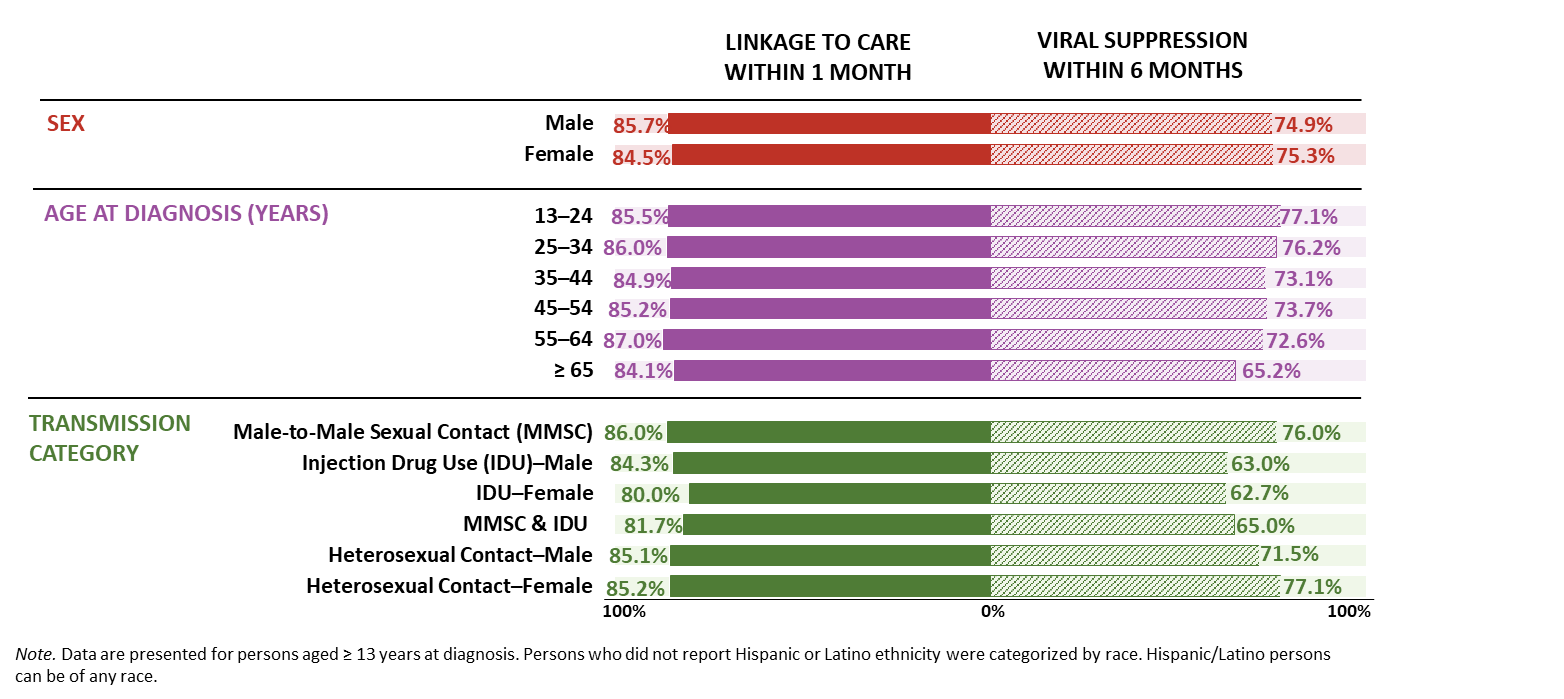 LINKAGE TO CARE
WITHIN 1 MONTH
VIRAL SUPPRESSION
WITHIN 6 MONTHS
SEX
Male 85.7% 74.9%
Female 84.5% 75.3%
AGE AT DIAGNOSIS (YEARS)
13–24 85.5% 77.1%
25–34 86.0% 76.2%
35–44 84.9% 73.1%
45–54 85.2% 73.7%
55–64 87.0% 72.6%
≥ 65 84.1% 65.2%
TRANSMISSION
CATEGORY
Male-to-Male Sexual Contact (MMSC) 86.0% 76.0%
Injection Drug Use (IDU)–Male 84.3% 63.0%
IDU–Female 80.0% 62.7%
MMSC & IDU 81.7% 65.0%
Heterosexual Contact–Male 85.1% 71.5%
Heterosexual Contact–Female 85.2% 77.1%
100% 0% 100%
Note. Data are presented for persons aged ≥ 13 years at diagnosis. Persons who did not report Hispanic or Latino ethnicity were categorized by race. Hispanic/Latino persons
can be of any race.